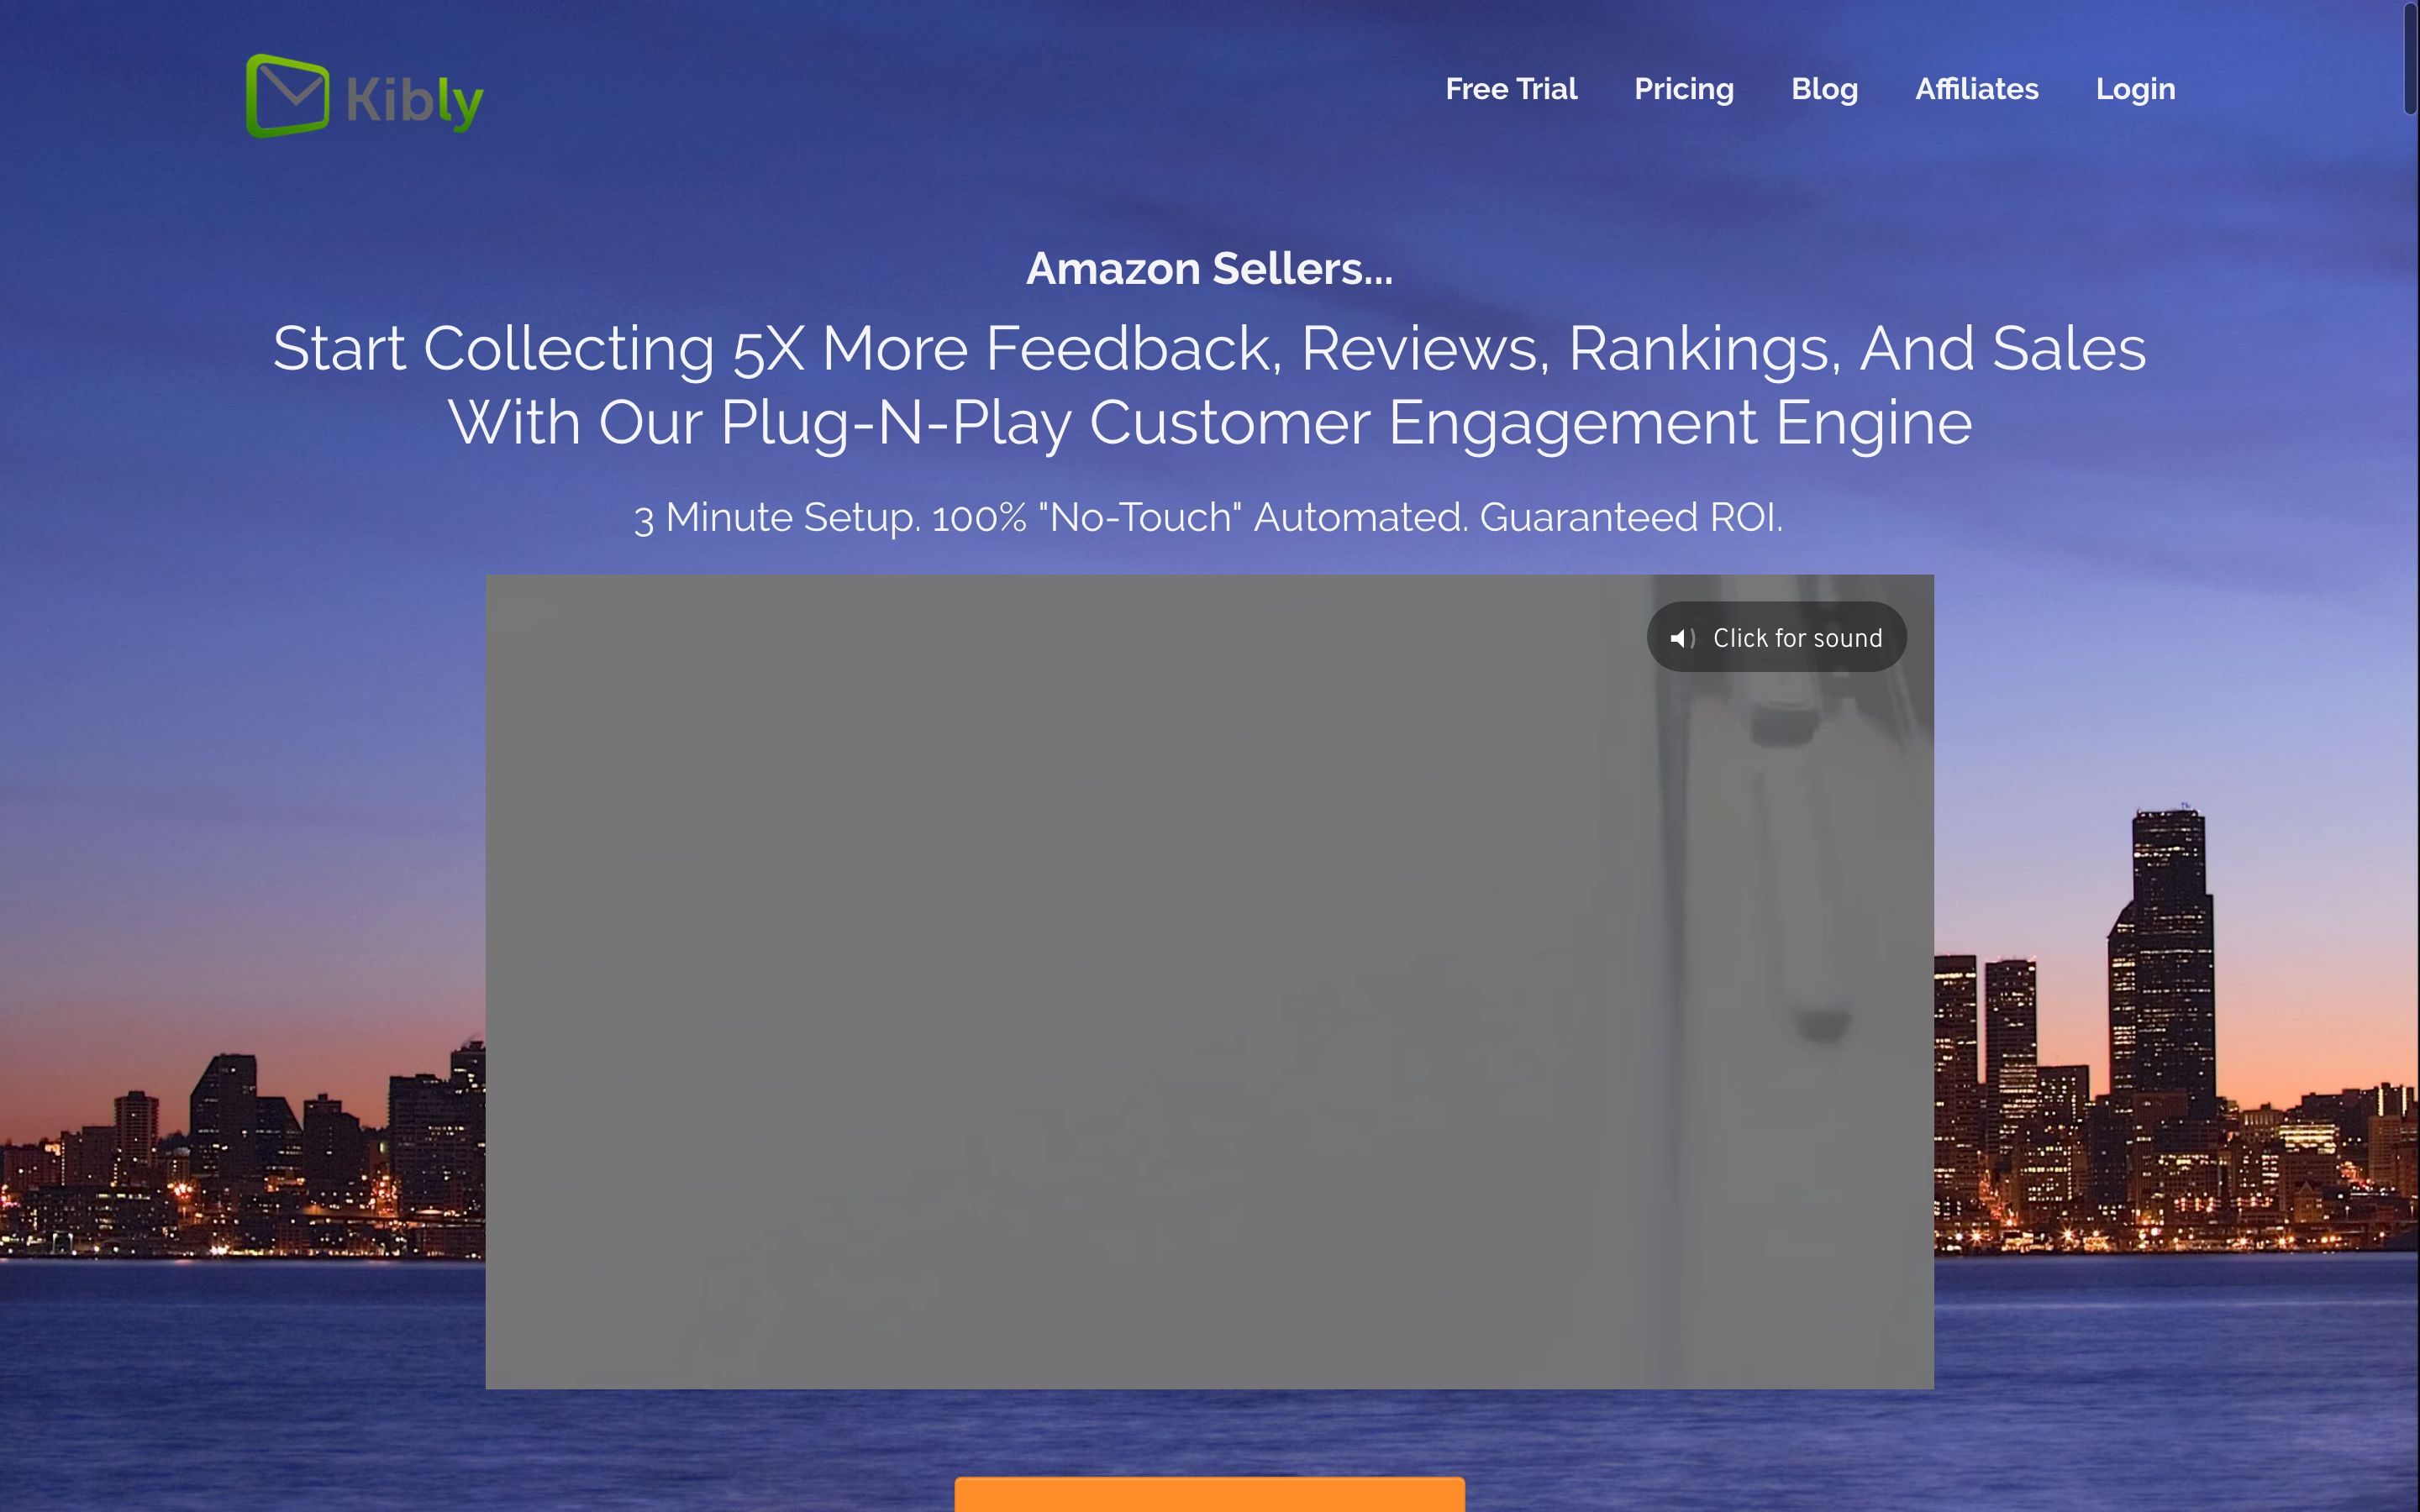 Kibly
Free Trial
Pricing
Blog
Affiliates
Login
Amazon Sellers...
Start Collecting 5X More Feedback, Reviews, Rankings, And Sales
With Our Plug-N-Play Customer Engagement Engine
3 Minute Setup. 100% "No-Touch" Automated. Guaranteed ROI.
Click for sound